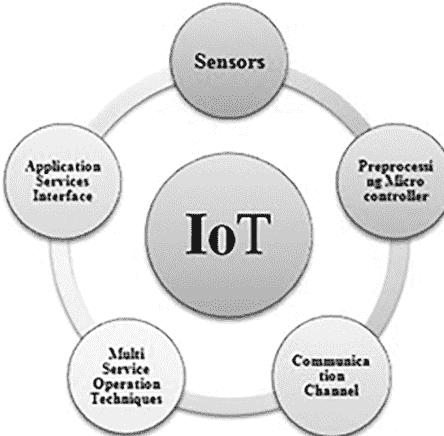 Sensors
Preprocessi
ng Micro
controller
Communica
tion
Channel
Multi
Service
Operation
Techniques
Application
Services
Interface
IoT